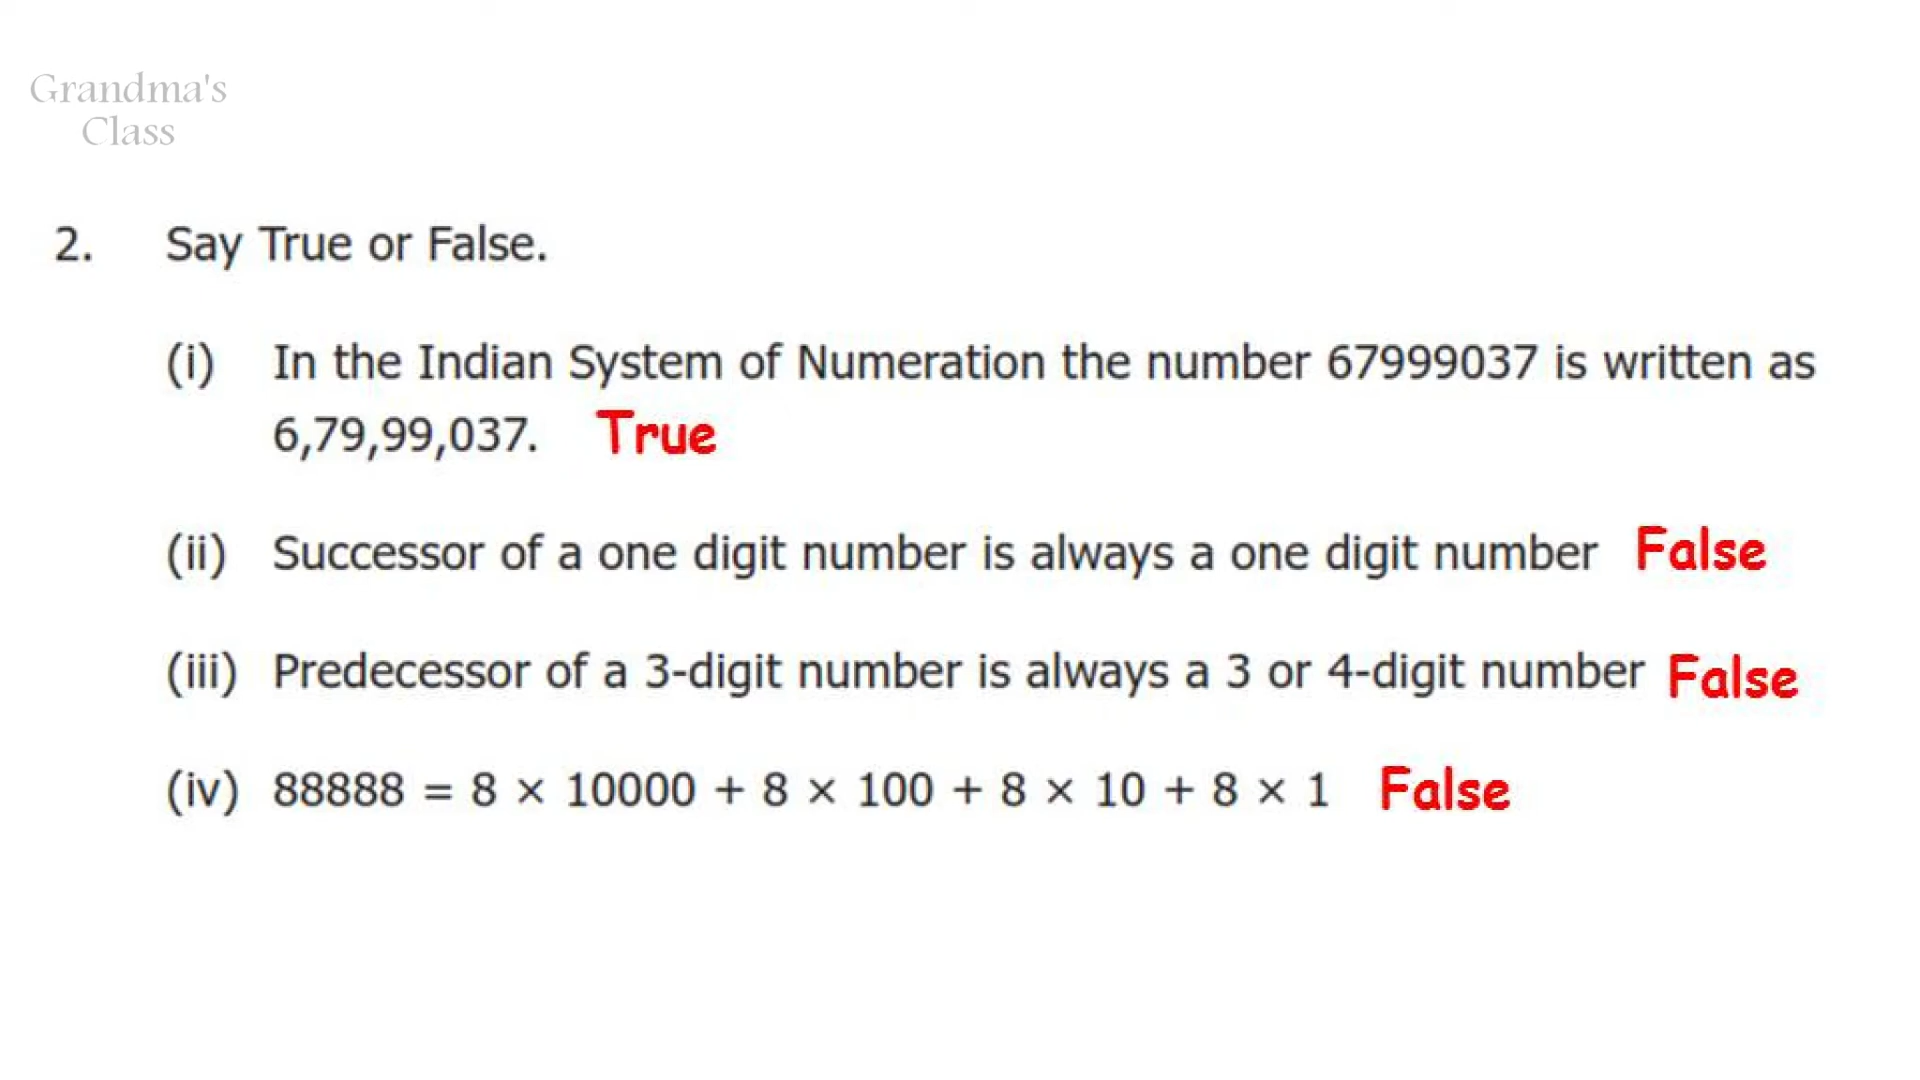 Grandma's
Class
2. Say True or False.
(i) In the Indian System of Numeration the number 67999037 is written as
6,79,99,037. True
(ii) Successor of a one digit number is always a one digit number False
(iii) Predecessor of a 3-digit number is always a 3 or 4-digit number False
(iv) 88888 = 8 × 10000 + 8 × 100 + 8 × 10 + 8 × 1 False